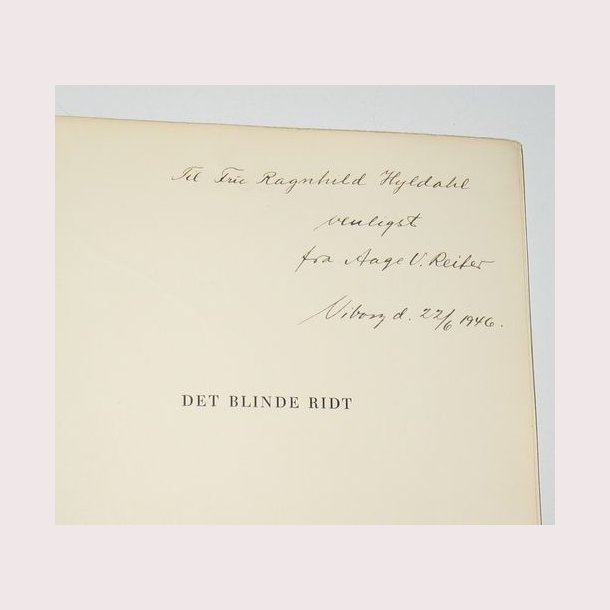 Til Fru Ragnhild Hyldahl
venligst
fra Aage V. Reiter
Viborg d. 22/6 1946.
DET BLINDE RIDT